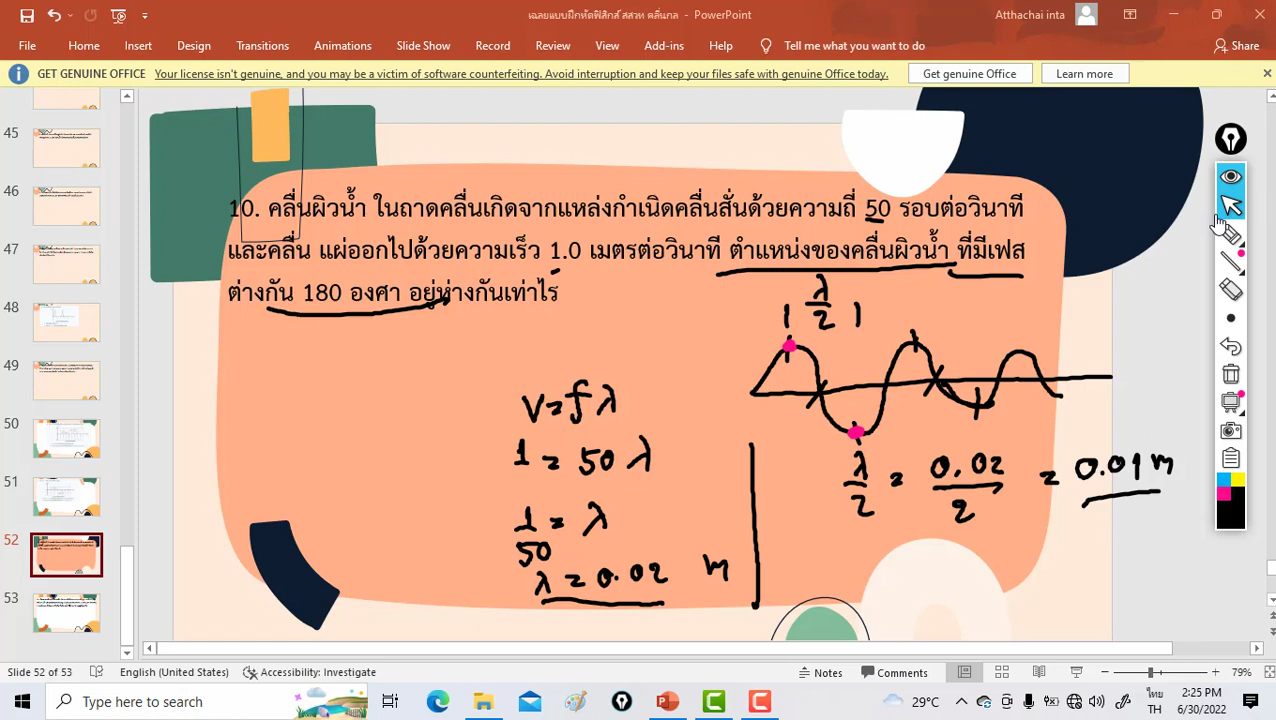 เฉลยแบบฝึกหัดฟิสิกส์ สสวท คลื่นกล - PowerPoint
Atthachai inta
File Home Insert Design Transitions Animations Slide Show Record Review View Add-ins Help Tell me what you want to do Share
GET GENUINE OFFICE Your license isn't genuine, and you may be a victim of software counterfeiting. Avoid interruption and keep your files safe with genuine Office today. Get genuine Office Learn more
45
46
47
48
49
50
51
52
53
10. คลื่นผิวน้ำ ในถาดคลื่นเกิดจากแหล่งกำเนิดคลื่นสั่นด้วยความถี่ 50 รอบต่อวินาที
และคลื่น แผ่ออกไปด้วยความเร็ว 1.0 เมตรต่อวินาที ตำแหน่งของคลื่นผิวน้ำ ที่มีเฟส
ต่างกัน 180 องศา อยู่ห่างกันเท่าไร
λ/2
v = fλ
1 = 50 λ
1/50 = λ
λ = 0.02 m
λ/2 = 0.02/2 = 0.01 m
Slide 52 of 53 English (United States) Accessibility: Investigate Notes Comments 79%
Type here to search 29°C ไทย 2:25 PM
TH 6/30/2022